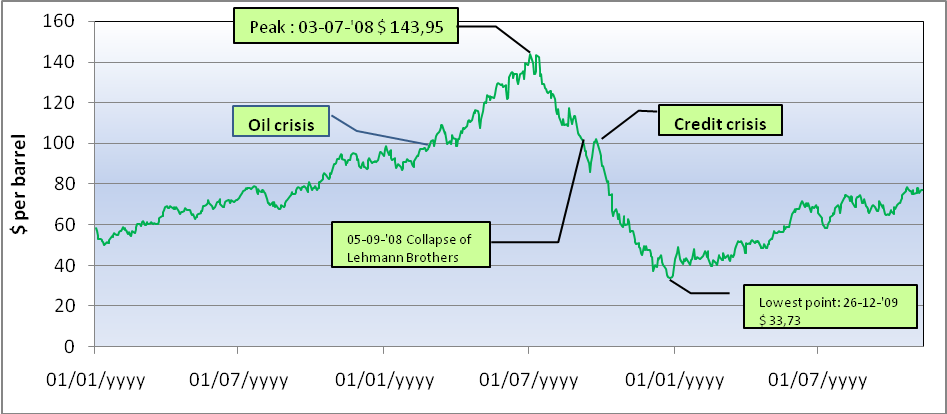 160
140
120
100
80
60
40
20
0
$ per barrel
Peak : 03-07-'08 $ 143,95
Oil crisis
Credit crisis
05-09-'08 Collapse of
Lehmann Brothers
Lowest point: 26-12-'09
$ 33,73
01/01/yyyy 01/07/yyyy 01/01/yyyy 01/07/yyyy 01/01/yyyy 01/07/yyyy